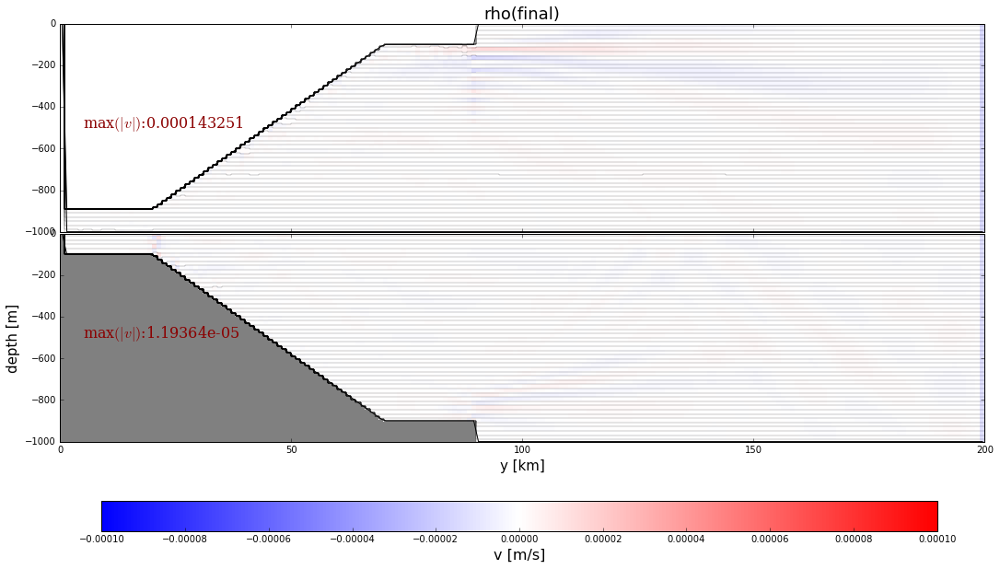 rho(final)
0
−200
−400
max(|v|):0.000143251
−600
−800
−1000
0
−200
−400
max(|v|):1.19364e-05
−600
−800
−1000
depth [m]
0 50 100 150 200
y [km]
−0.00010 −0.00008 −0.00006 −0.00004 −0.00002 0.00000 0.00002 0.00004 0.00006 0.00008 0.00010
v [m/s]